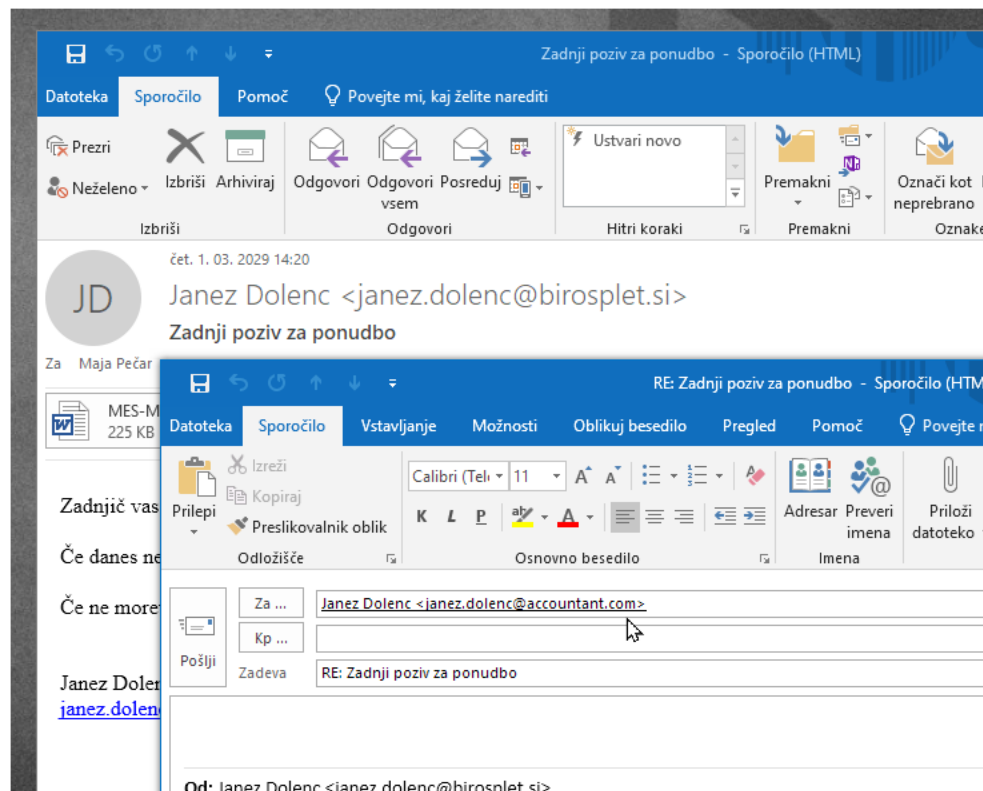 Zadnji poziv za ponudbo - Sporočilo (HTML)
Datoteka Sporočilo Pomoč Povejte mi, kaj želite narediti
Prezri
Neželeno
Izbriši Arhiviraj
Izbriši
Odgovori Odgovori vsem Posreduj
Odgovori
Ustvari novo
Hitri koraki
Premakni
Premakni
Označi kot neprebrano
čet. 1. 03. 2029 14:20
JD
Janez Dolenc <janez.dolenc@birosplet.si>
Zadnji poziv za ponudbo
Za Maja Pečar
225 KB
Zadnjič vas
Če danes
Če ne
Janez
RE: Zadnji poziv za ponudbo - Sporočilo
Datoteka Sporočilo Vstavljanje Možnosti Oblikuj besedilo Pregled Pomoč Povejte
Prilepi
Izreži
Kopiraj
Preslikovalnik oblik
Odložišče
Calibri 11
K L P
Osnovno besedilo
Adresar Preveri imena
Imena
Priloži datoteko
Pošlji
Za ... Janez Dolenc <janez.dolenc@accountant.com>
Kp ...
Zadeva RE: Zadnji poziv za ponudbo
Od: Janez Dolenc <janez.dolenc@birosplet.si>